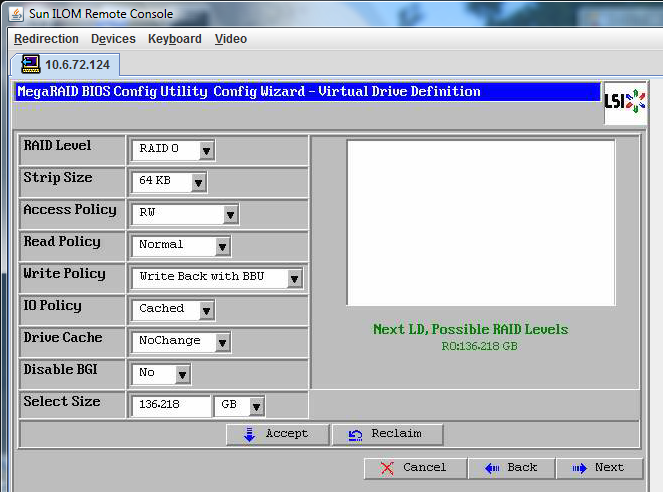 Sun ILOM Remote Console
Redirection Devices Keyboard Video
10.6.72.124
MegaRAID BIOS Config Utility Config Wizard - Virtual Drive Definition
LSI
RAID Level RAID 0
Strip Size 64 KB
Access Policy RW
Read Policy Normal
Write Policy Write Back with BBU
IO Policy Cached
Drive Cache NoChange
Disable BGI No
Select Size 136.218 GB
Next LD, Possible RAID Levels
R0:136.218 GB
Accept Reclaim
Cancel Back Next